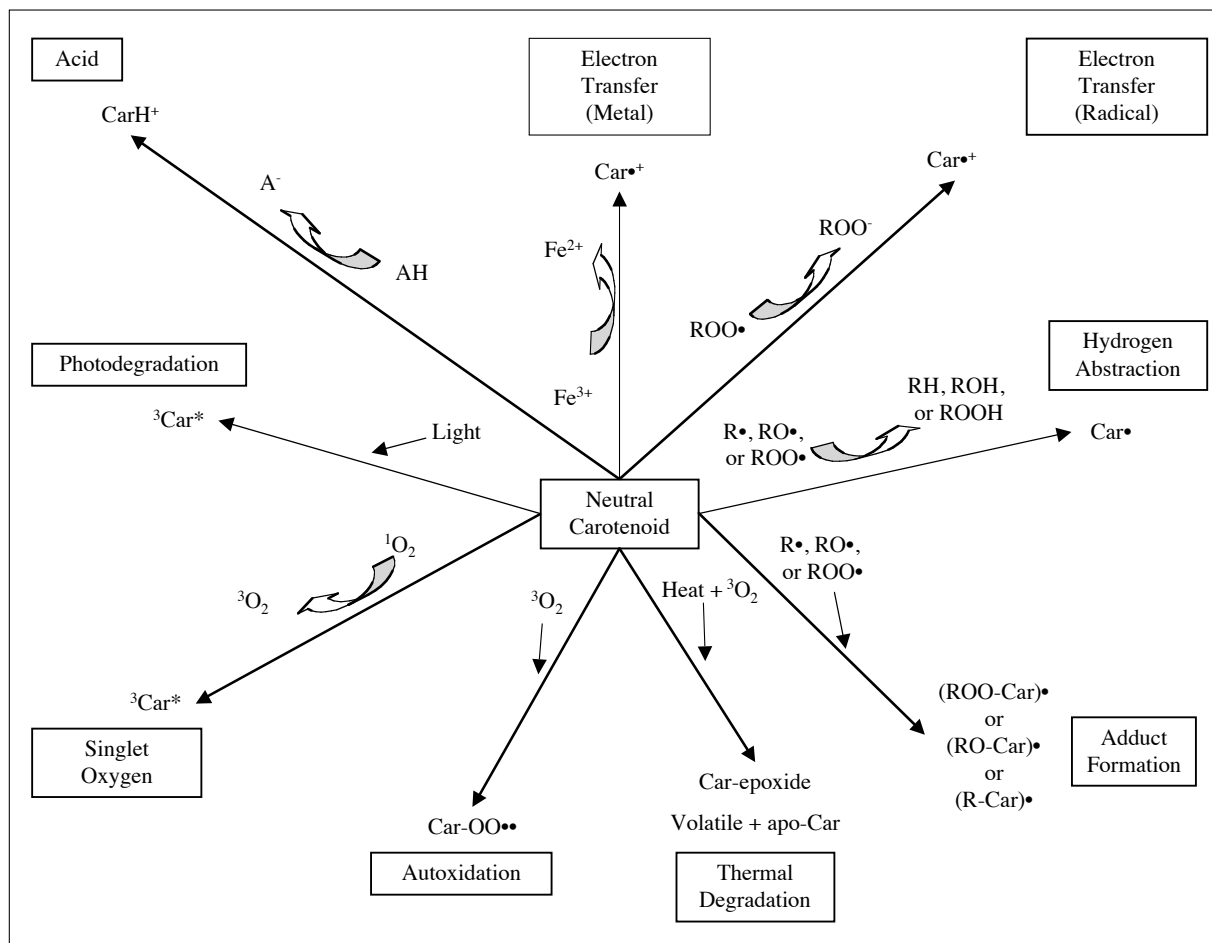 Acid
CarH⁺
A⁻
AH
Electron
Transfer
(Metal)
Car•⁺
Fe²⁺
Fe³⁺
Electron
Transfer
(Radical)
Car•⁺
ROO⁻
ROO•
Photodegradation
³Car*
Light
Hydrogen
Abstraction
RH, ROH,
or ROOH
R•, RO•,
or ROO•
Car•
Neutral
Carotenoid
¹O₂
³O₂
³Car*
Singlet
Oxygen
³O₂
Car-OO••
Autoxidation
Heat + ³O₂
Car-epoxide
Volatile + apo-Car
Thermal
Degradation
R•, RO•,
or ROO•
(ROO-Car)•
or
(RO-Car)•
or
(R-Car)•
Adduct
Formation